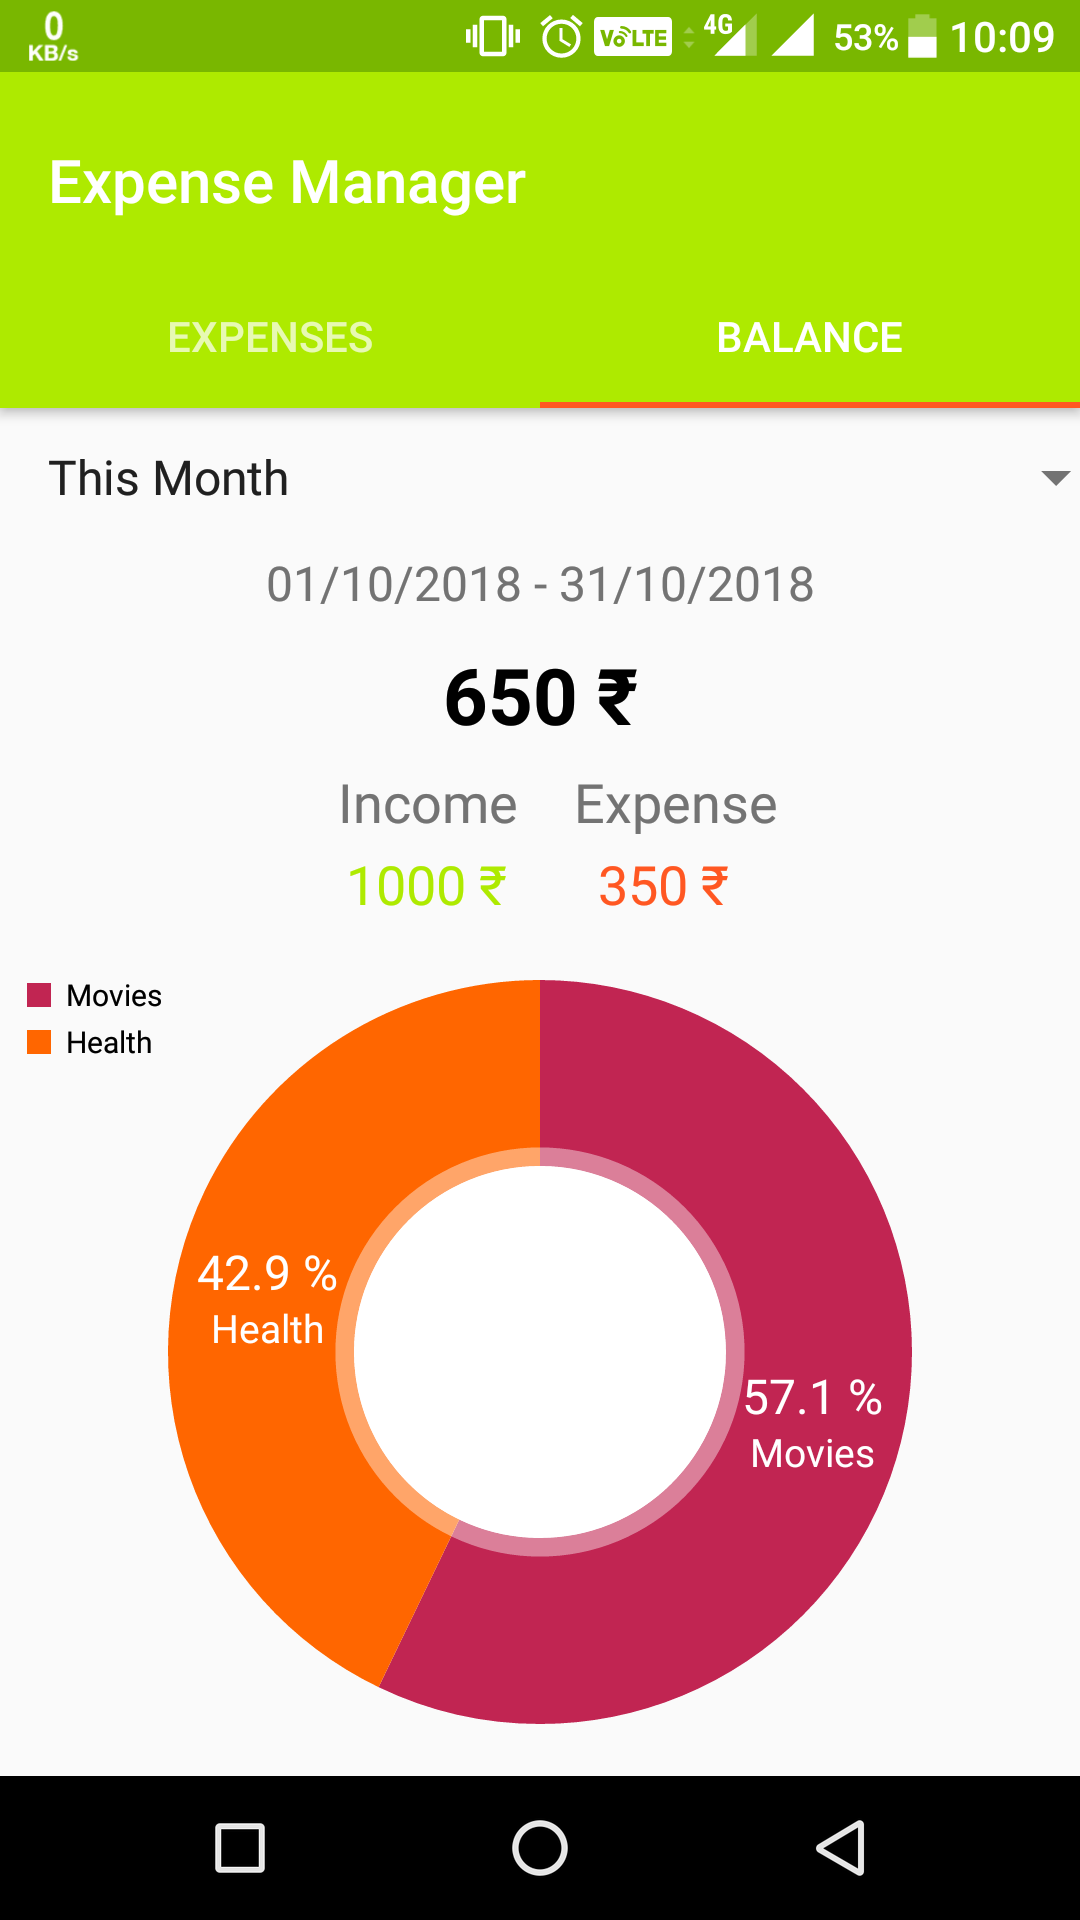 0
KB/s
VoLTE 4G 53% 10:09
Expense Manager
EXPENSES BALANCE
This Month
01/10/2018 - 31/10/2018
650 ₹
Income Expense
1000 ₹ 350 ₹
Movies
Health
42.9 %
Health
57.1 %
Movies